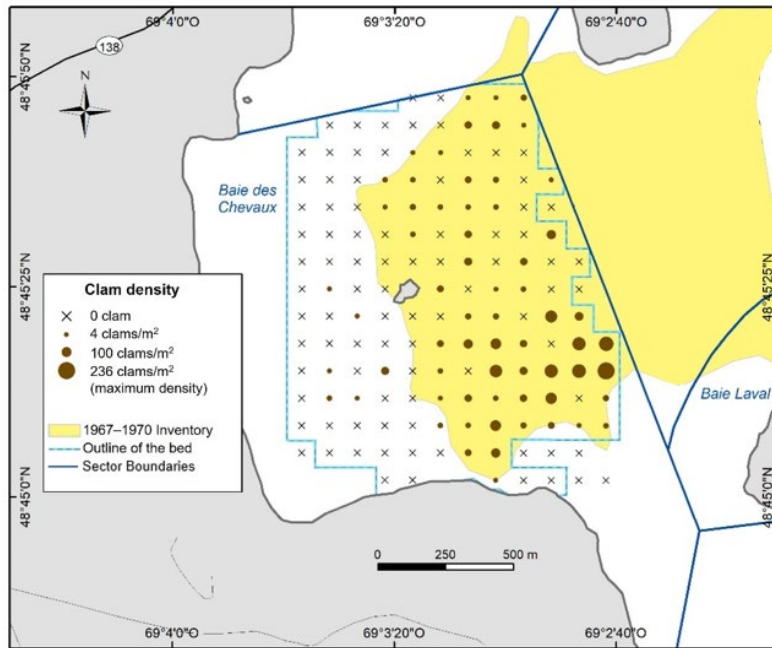 69°4'0"
69°3'20"
69°2'40"
138
N
48°45'50"N
48°45'50"N
Baie des
Chevaux
48°45'25"N
48°45'25"N
Clam density
0 clam
4 clams/m²
100 clams/m²
236 clams/m²
(maximum density)
1967–1970 Inventory
Outline of the bed
Sector Boundaries
Baie Laval
48°45'0"N
48°45'0"N
0 250 500 m
69°4'0"
69°3'20"
69°2'40"